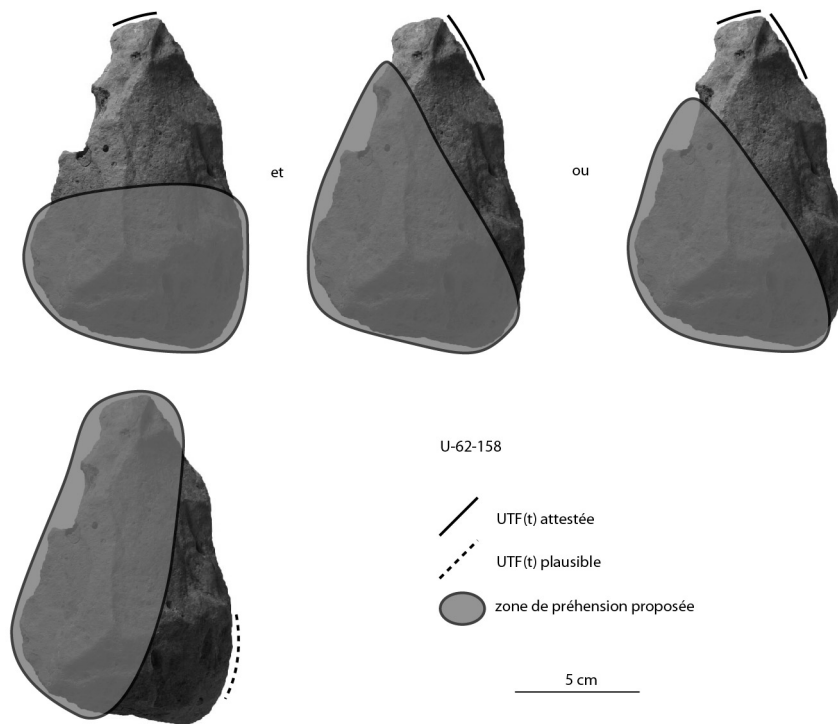 et
ou
U-62-158
UTF(t) attestée
UTF(t) plausible
zone de préhension proposée
5 cm